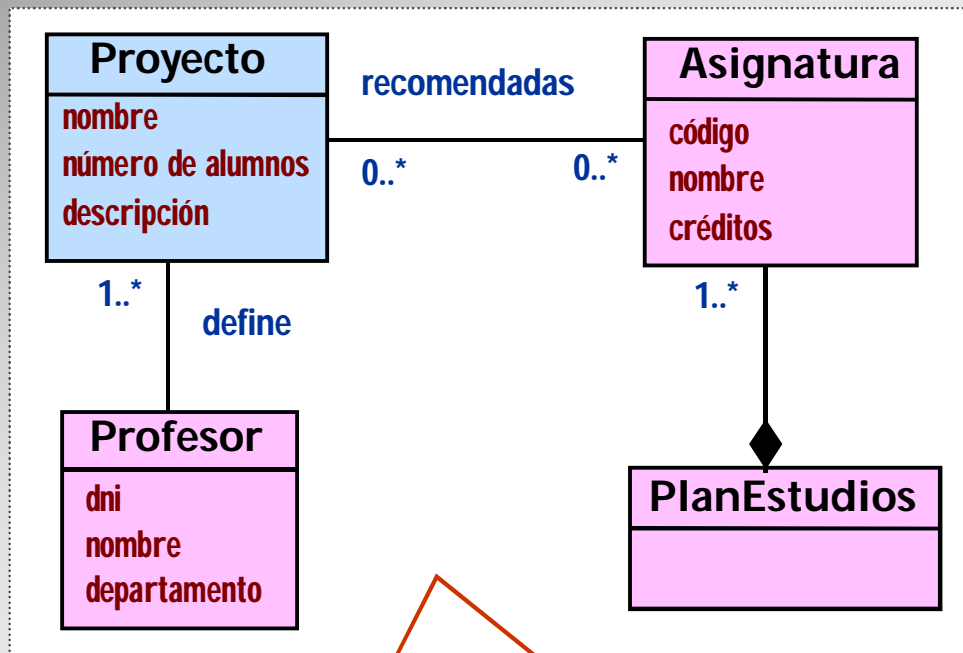 Proyecto
nombre
número de alumnos
descripción
recomendadas
0..*
0..*
Asignatura
código
nombre
créditos
1..*
define
1..*
Profesor
dni
nombre
departamento
PlanEstudios